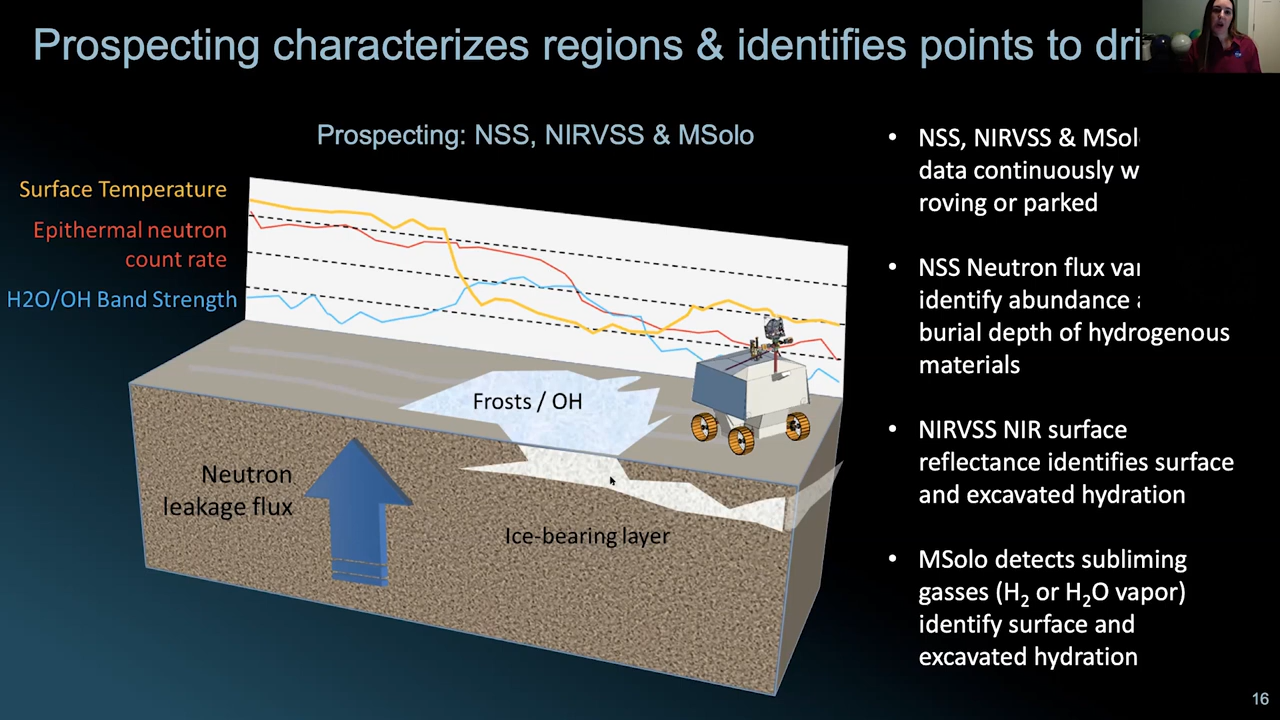 Prospecting characterizes regions & identifies points to
Prospecting: NSS, NIRVSS & MSolo
Surface Temperature
Epithermal neutron
count rate
H2O/OH Band Strength
Frosts / OH
Neutron
leakage flux
Ice-bearing layer
• NSS, NIRVSS &
data continuously
roving or parked
• NSS Neutron flux
identify abundance
burial depth of hydrogenous
materials
• NIRVSS NIR surface
reflectance identifies surface
and excavated hydration
• MSolo detects subliming
gasses (H₂ or H₂O vapor)
identify surface and
excavated hydration
16